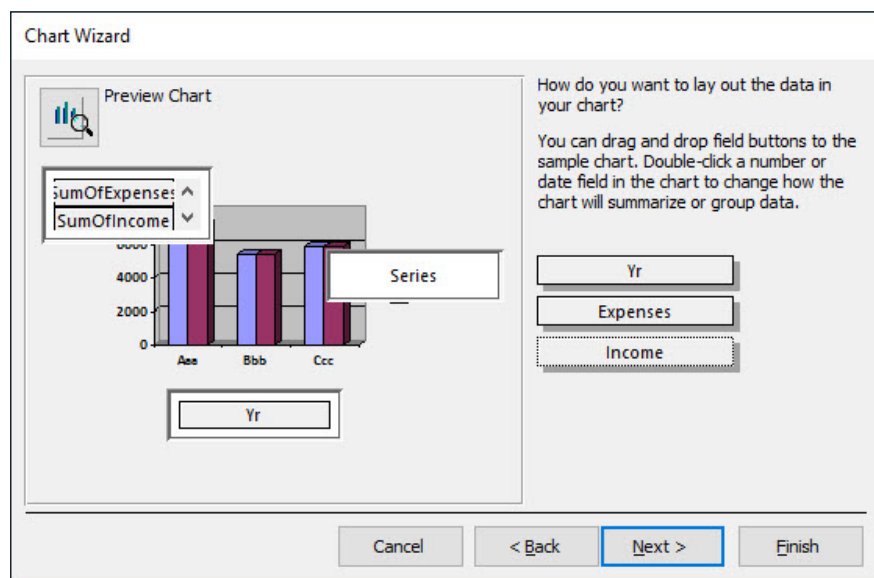 Chart Wizard
Preview Chart
SumOfExpenses
SumOfIncome
4000
2000
0
Aaa
Bbb
Ccc
Series
Yr
How do you want to lay out the data in
your chart?
You can drag and drop field buttons to the
sample chart. Double-click a number or
date field in the chart to change how the
chart will summarize or group data.
Yr
Expenses
Income
Cancel
< Back
Next >
Finish